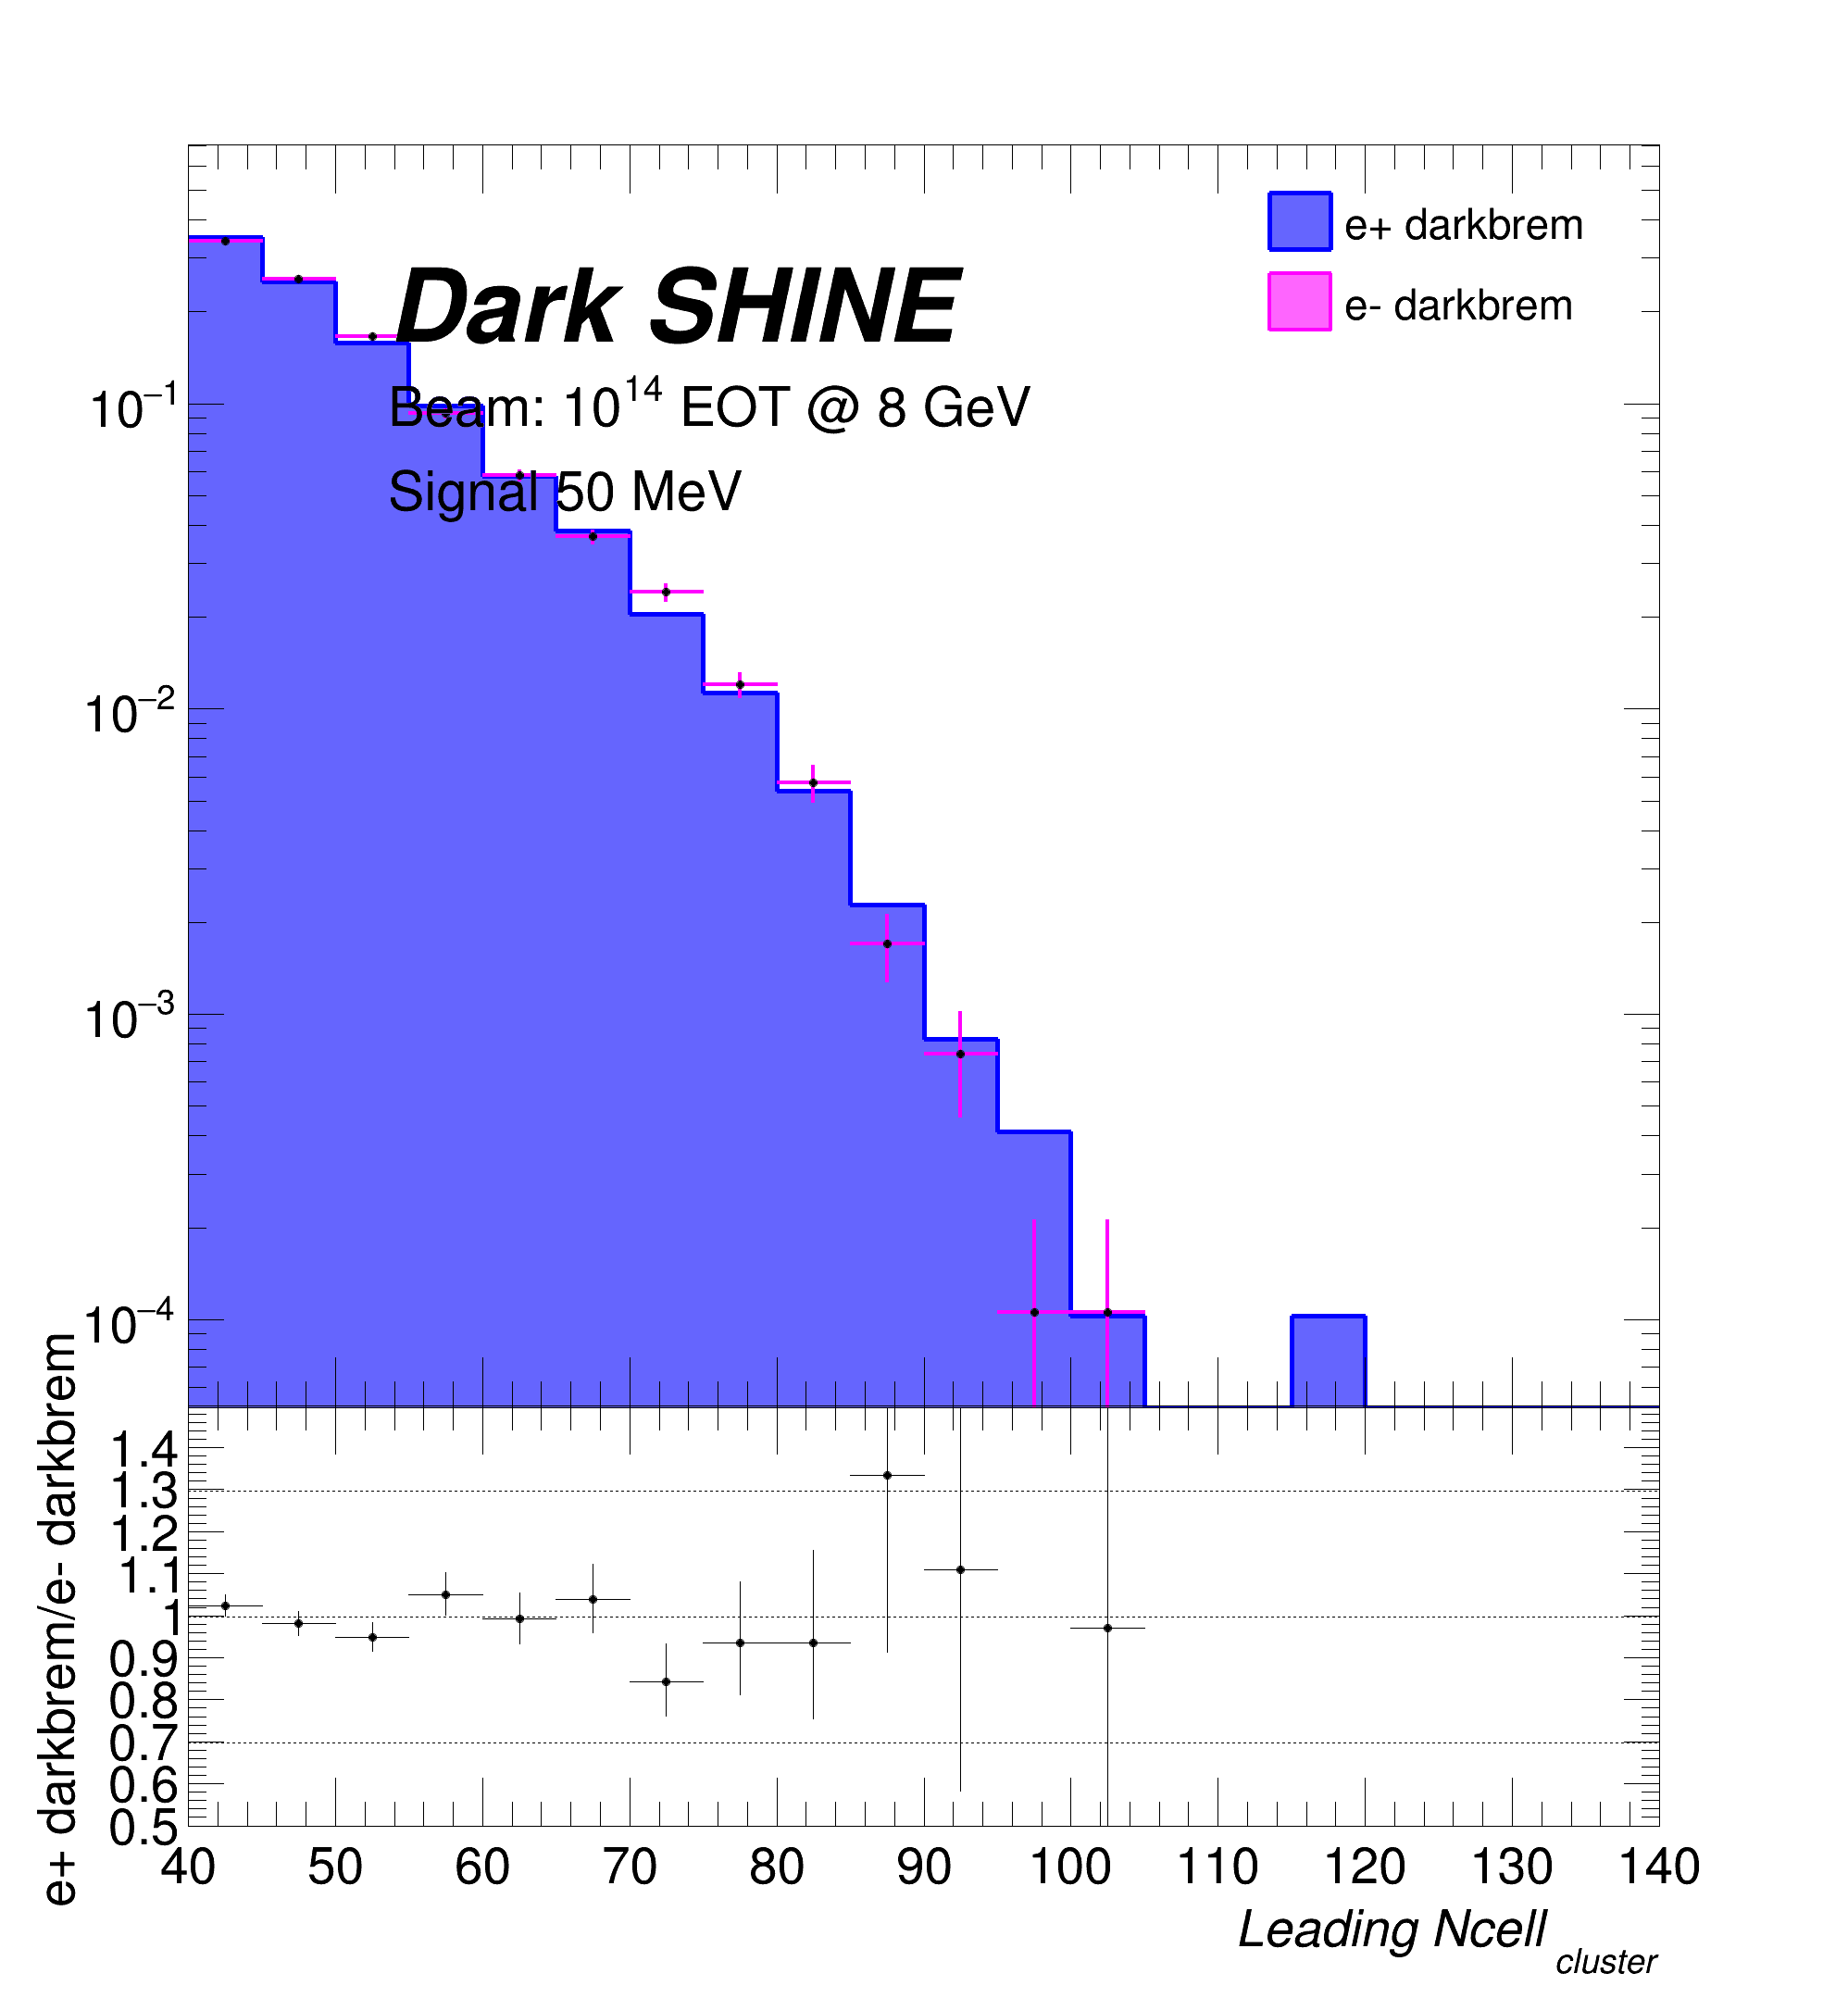 e+ darkbrem
e- darkbrem
Dark SHINE
Beam: 10^14 EOT @ 8 GeV
Signal 50 MeV
10^−1
10^−2
10^−3
10^−4
e+ darkbrem/e- darkbrem
1.4
1.3
1.2
1.1
1
0.9
0.8
0.7
0.6
0.5
40 50 60 70 80 90 100 110 120 130 140
Leading Ncell cluster